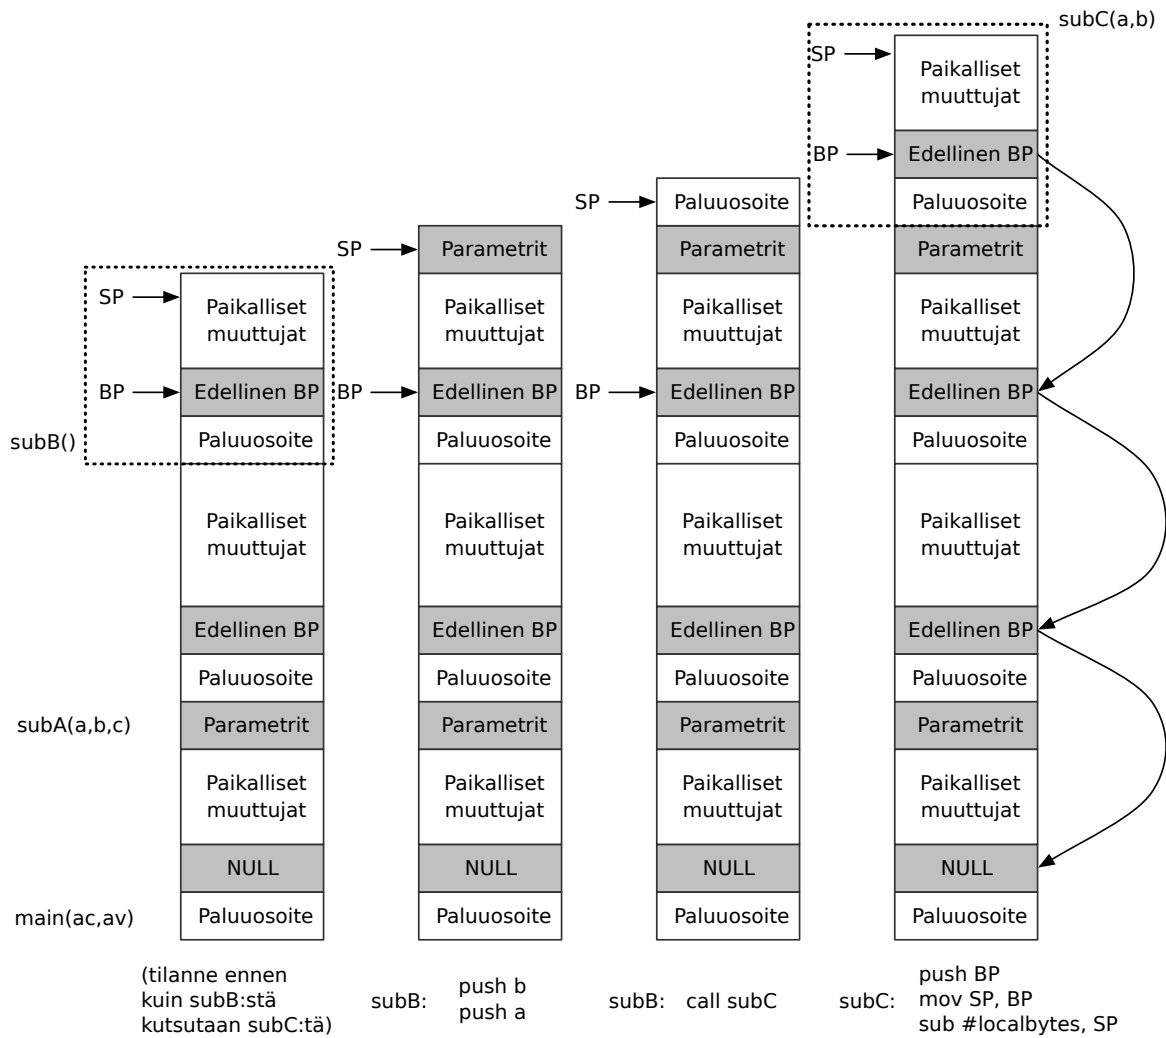 subC(a,b)
SP
Paikalliset
muuttujat
BP
Edellinen BP
Paluuosoite
Parametrit
Paikalliset
muuttujat
Edellinen BP
Paluuosoite
Paikalliset
muuttujat
Edellinen BP
Paluuosoite
Parametrit
Paikalliset
muuttujat
NULL
Paluuosoite
subC:
push BP
mov SP, BP
sub #localbytes, SP
SP
Paluuosoite
Parametrit
Paikalliset
muuttujat
BP
Edellinen BP
Paluuosoite
Paikalliset
muuttujat
Edellinen BP
Paluuosoite
Parametrit
Paikalliset
muuttujat
NULL
Paluuosoite
subB:
call subC
SP
Parametrit
Paikalliset
muuttujat
BP
Edellinen BP
Paluuosoite
Paikalliset
muuttujat
Edellinen BP
Paluuosoite
Parametrit
Paikalliset
muuttujat
NULL
Paluuosoite
subB:
push b
push a
SP
Paikalliset
muuttujat
BP
Edellinen BP
subB()
Paluuosoite
Paikalliset
muuttujat
Edellinen BP
Paluuosoite
subA(a,b,c)
Parametrit
Paikalliset
muuttujat
NULL
main(ac,av)
Paluuosoite
(tilanne ennen
kuin subB:stä
kutsutaan subC:tä)